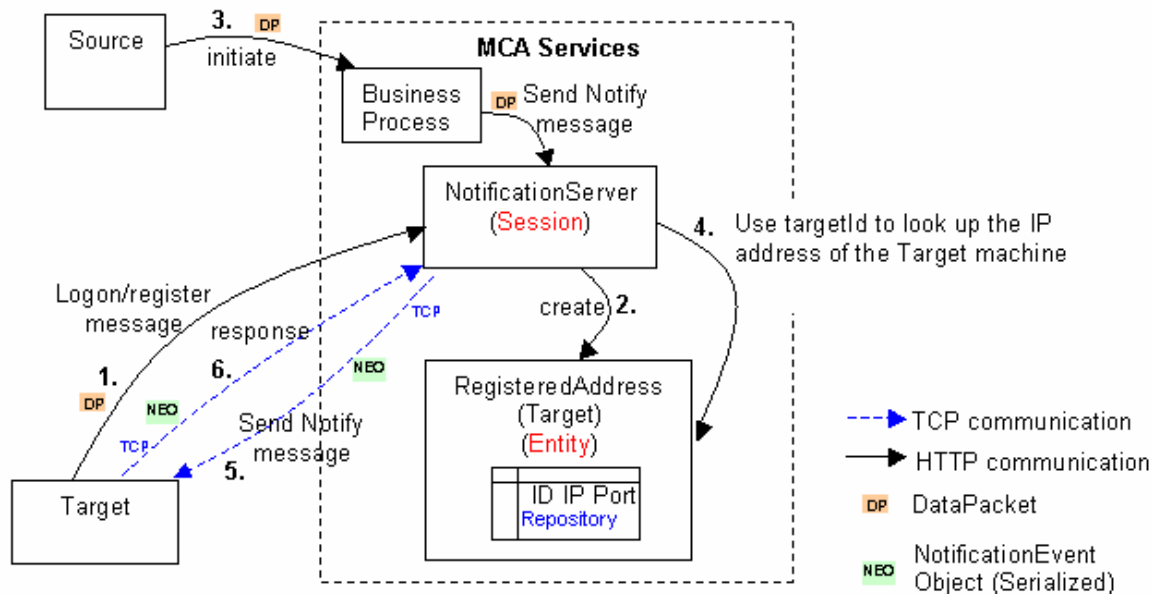 3.
DP
Source
initiate
MCA Services
Business
Process
DP
Send Notify
message
NotificationServer
(Session)
4.
Use targetId to look up the IP
address of the Target machine
Logon/register
message
TCP
response
create
2.
1.
DP
6.
NEO
NEO
TCP
Send Notify
message
5.
Target
RegisteredAddress
(Target)
(Entity)
ID IP Port
Repository
TCP communication
HTTP communication
DP
DataPacket
NEO
NotificationEvent
Object (Serialized)